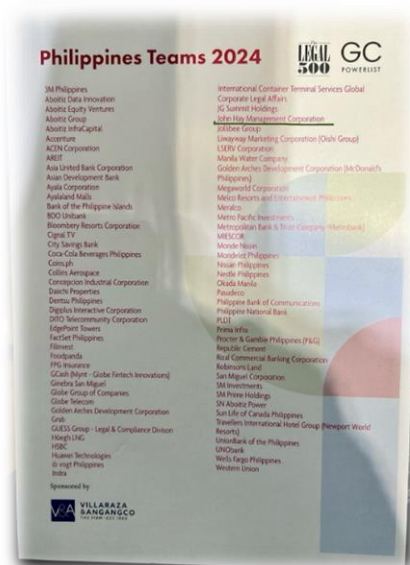 Philippines Teams 2024
The
LEGAL
500
GC
POWERLIST
3M Philippines
Aboitiz Data Innovation
Aboitiz Equity Ventures
Aboitiz Group
Aboitiz InfraCapital
Accenture
ACEN Corporation
AREIT
Asia United Bank Corporation
Asian Development Bank
Ayala Corporation
Ayalaland Malls
Bank of the Philippine Islands
BDO Unibank
Bloomberry Resorts Corporation
Cignal TV
City Savings Bank
Coca-Cola Beverages Philippines
Coins.ph
Collins Aerospace
Concepcion Industrial Corporation
Daiichi Properties
Dentsu Philippines
Digiplus Interactive Corporation
DITO Telecommunity Corporation
EdgePoint Towers
FactSet Philippines
Filinvest
Foodpanda
FPG Insurance
GCash (Mynt - Globe Fintech Innovations)
Ginebra San Miguel
Globe Group of Companies
Globe Telecom
Golden Arches Development Corporation
Grab
GUESS Group - Legal & Compliance Division
Höegh LNG
HSBC
Huawei Technologies
ib vogt Philippines
Indra
International Container Terminal Services Global
Corporate Legal Affairs
JG Summit Holdings
John Hay Management Corporation
Jollibee Group
Liwayway Marketing Corporation (Oishi Group)
LSERV Corporation
Manila Water Company
Golden Arches Development Corporation (McDonald's
Philippines)
Megaworld Corporation
Melco Resorts and Entertainment Philippines
Meralco
Metro Pacific Investments
Metropolitan Bank & Trust Company (Metrobank)
MIESCOR
Monde Nissin
Mondelez Philippines
Nissan Philippines
Nestle Philippines
Okada Manila
Pasudeco
Philippine Bank of Communications
Philippine National Bank
PLDT
Prima Infra
Procter & Gamble Philippines (P&G)
Republic Cement
Rizal Commercial Banking Corporation
Robinsons Land
San Miguel Corporation
SM Investments
SM Prime Holdings
SN Aboitiz Power
Sun Life of Canada Philippines
Travellers International Hotel Group (Newport World
Resorts)
UnionBank of the Philippines
UNObank
Wells Fargo Philippines
Western Union
Sponsored by
V&A
VILLARAZA
&ANGANGCO
THE FIRM · EST 1980